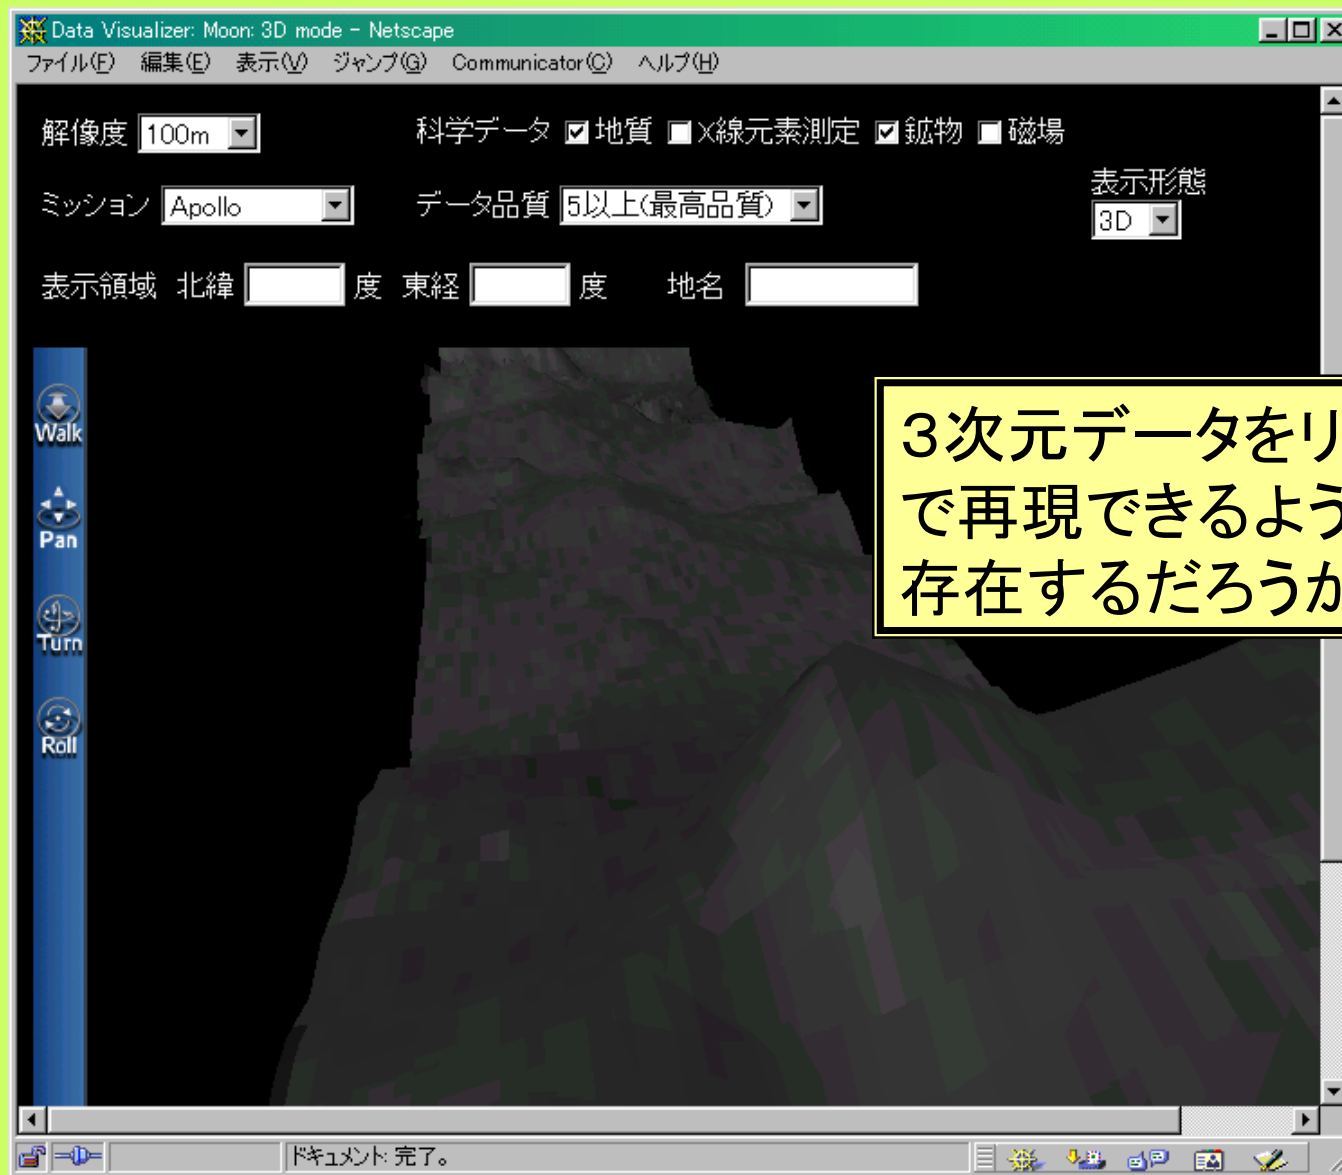 Data Visualizer: Moon: 3D mode - Netscape
ファイル(F) 編集(E) 表示(V) ジャンプ(G) Communicator(C) ヘルプ(H)
解像度 100m 科学データ 地質 X線元素測定 鉱物 磁場
表示形態
ミッション Apollo データ品質 5以上(最高品質)
3D
表示領域 北緯 度 東経 度 地名
Walk
Pan
Turn
Roll
３次元データをリ
で再現できるよう
存在するだろうか
ドキュメント: 完了。